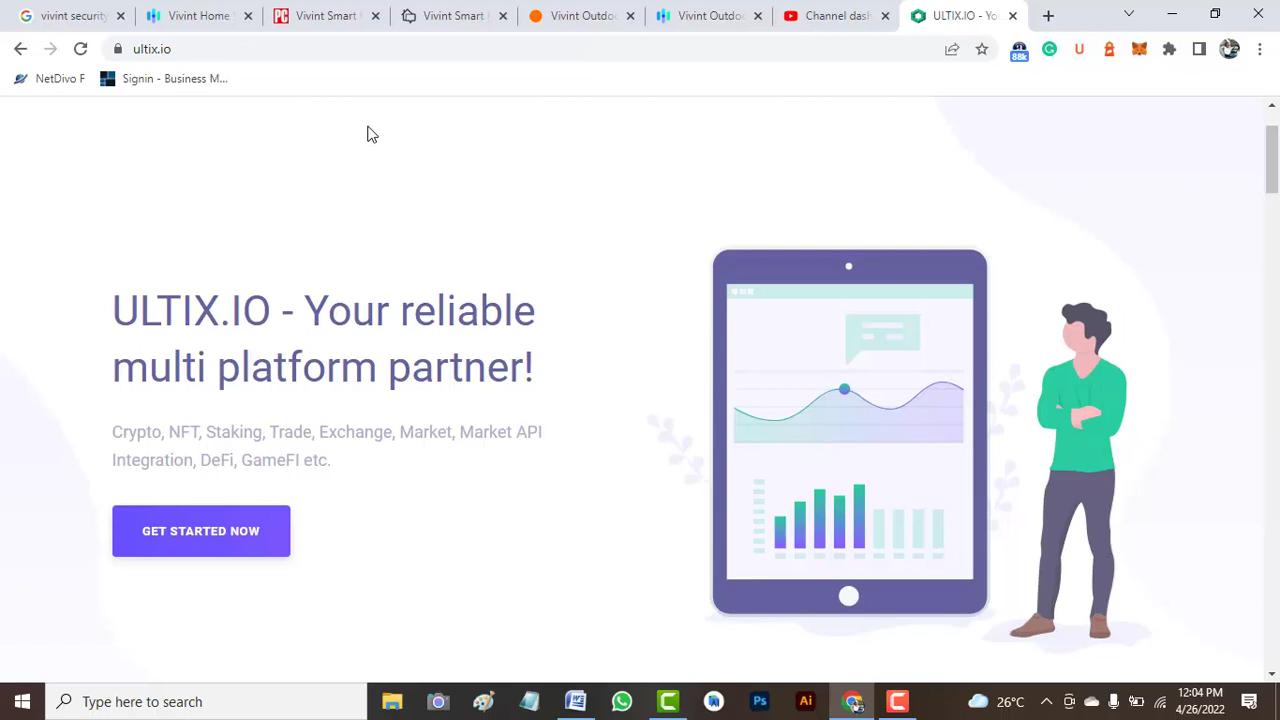 vivint security
Vivint Home
Vivint Smart
Vivint Smart
Vivint Outdo
Vivint Outdo
Channel dash
ULTIX.IO - Yo
ultix.io
88k
NetDivo F
Signin - Business M...
ULTIX.IO - Your reliable
multi platform partner!
Crypto, NFT, Staking, Trade, Exchange, Market, Market API
Integration, DeFi, GameFI etc.
GET STARTED NOW
Type here to search
26°C
12:04 PM
4/26/2022